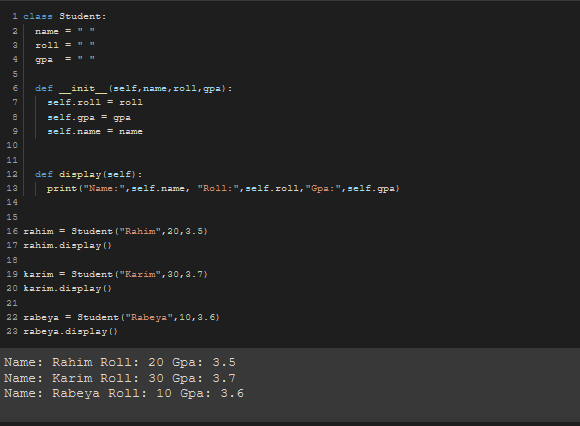 1 class Student:
2   name = " "
3   roll = " "
4   gpa  = " "
5
6   def __init__(self,name,roll,gpa):
7     self.roll = roll
8     self.gpa = gpa
9     self.name = name
10
11
12   def display(self):
13     print("Name:",self.name, "Roll:",self.roll,"Gpa:",self.gpa)
14
15
16 rahim = Student("Rahim",20,3.5)
17 rahim.display()
18
19 karim = Student("Karim",30,3.7)
20 karim.display()
21
22 rabeya = Student("Rabeya",10,3.6)
23 rabeya.display()
Name: Rahim Roll: 20 Gpa: 3.5
Name: Karim Roll: 30 Gpa: 3.7
Name: Rabeya Roll: 10 Gpa: 3.6